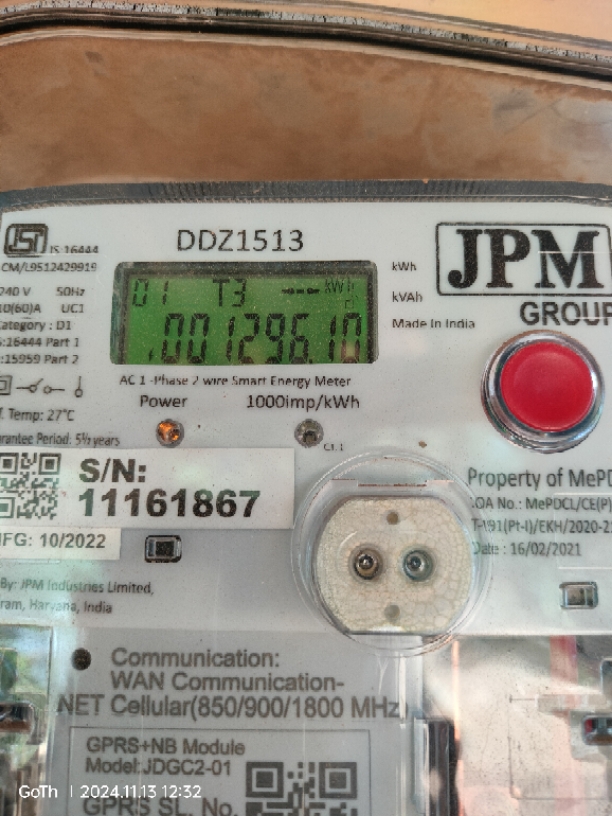 IS 16444
CM/L9512429919
DDZ1513
JPM
GROUP
240 V 50Hz
10(60)A UC1
Category : D1
IS:16444 Part 1
:15959 Part 2
kWh
kVAh
Made in India
01 T3 --- kWh
001296.10
AC 1 -Phase 2 wire Smart Energy Meter
Power 1000imp/kWh
Temp: 27°C
Guarantee Period: 5½ years
S/N:
11161867
MFG: 10/2022
By: JPM Industries Limited,
Haryana, India
Property of MePD
LOA No.: MePDCL/CE(P)
T-191(Pt-I)/EKH/2020-21
Date : 16/02/2021
Communication:
WAN Communication-
NET Cellular(850/900/1800 MHz)
GPRS+NB Module
Model:JDGC2-01
GPRS SL. No.
GoTh | 2024.11.13 12:32